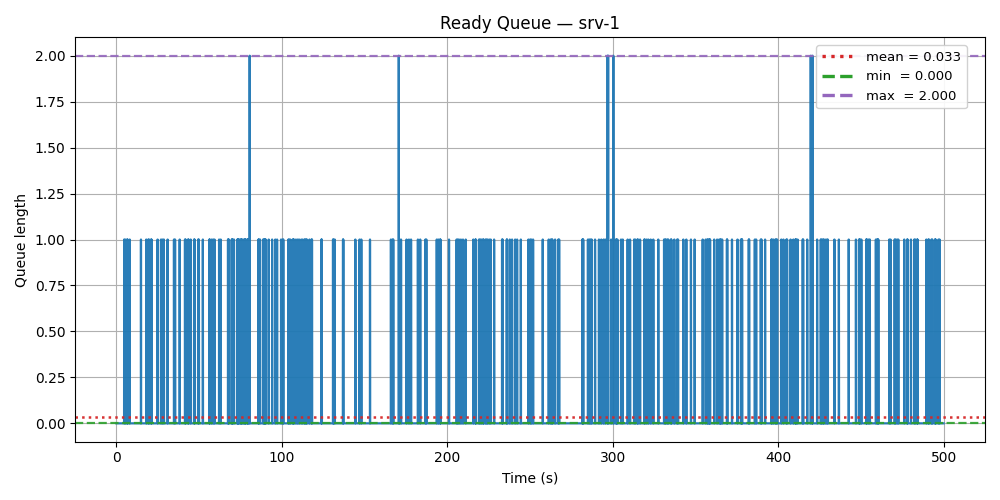 Ready Queue — srv-1
2.00
1.75
1.50
1.25
1.00
0.75
0.50
0.25
0.00
Queue length
mean = 0.033
min  = 0.000
max  = 2.000
0
100
200
300
400
500
Time (s)